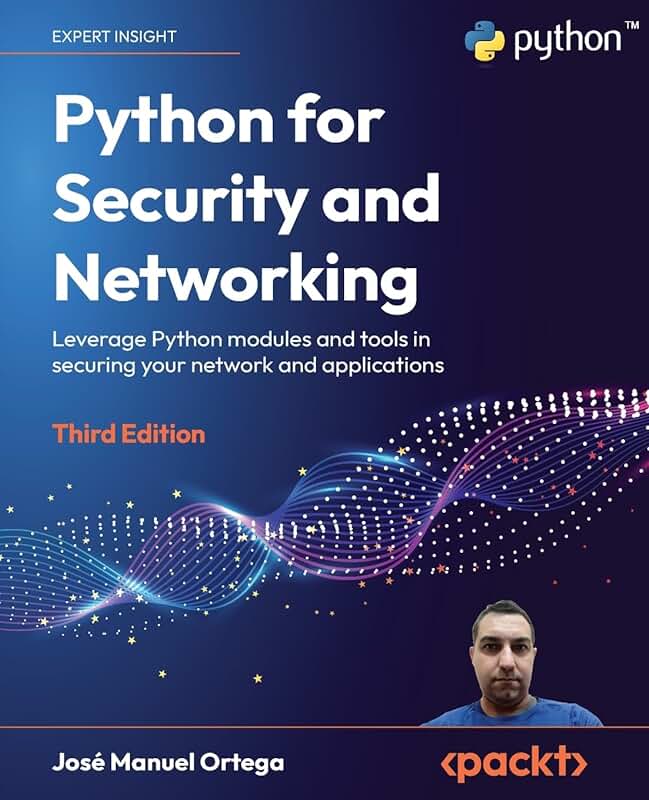 EXPERT INSIGHT
python™
Python for
Security and
Networking
Leverage Python modules and tools in
securing your network and applications
Third Edition
José Manuel Ortega
<packt>